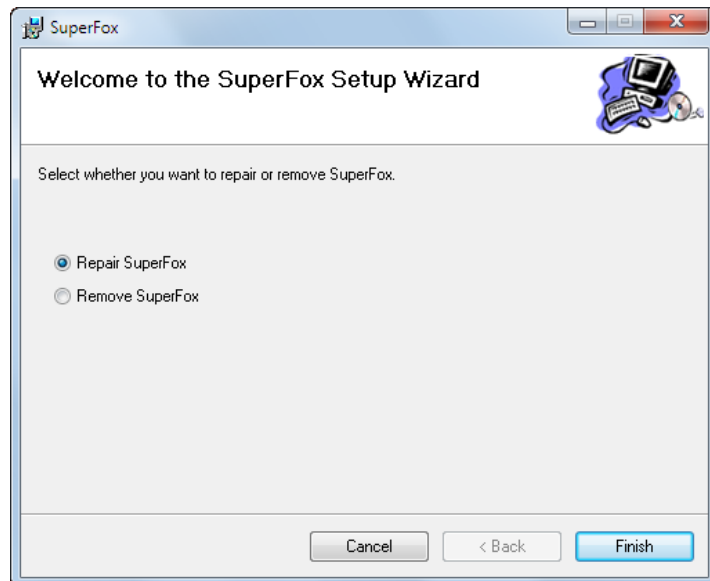 SuperFox
Welcome to the SuperFox Setup Wizard
Select whether you want to repair or remove SuperFox.
Repair SuperFox
Remove SuperFox
Cancel
< Back
Finish